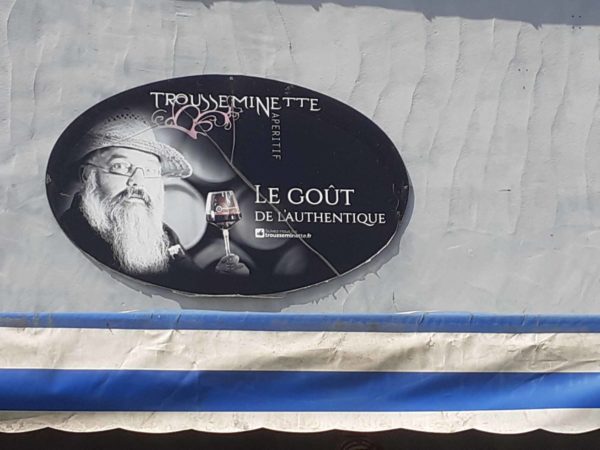 TROUSSEMINETTE
APERITIF
LE GOÛT
DE L'AUTHENTIQUE
trousseminette.fr